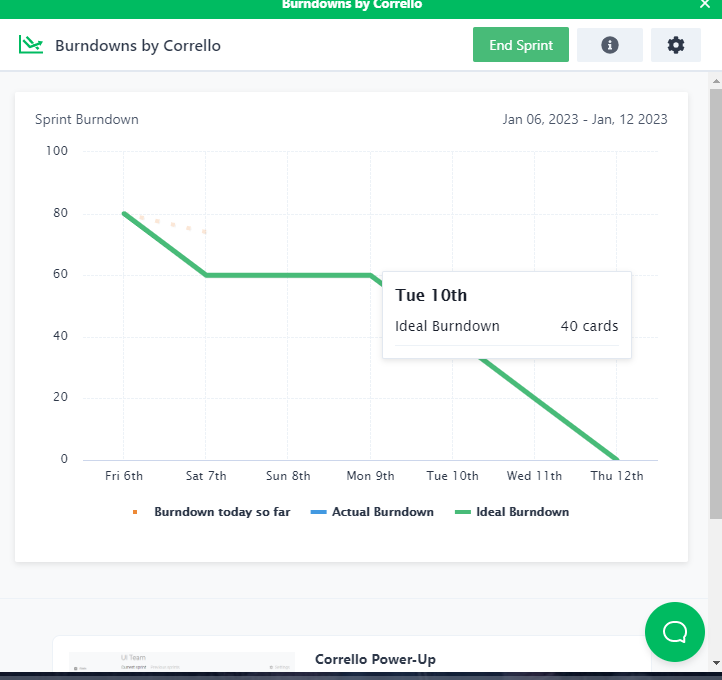 Burndowns by Corrello
Burndowns by Corrello
End Sprint
Sprint Burndown
Jan 06, 2023 - Jan, 12 2023
100
80
60
40
20
0
Tue 10th
Ideal Burndown 40 cards
Fri 6th Sat 7th Sun 8th Mon 9th Tue 10th Wed 11th Thu 12th
Burndown today so far Actual Burndown Ideal Burndown
UI Team
Corrello Power-Up